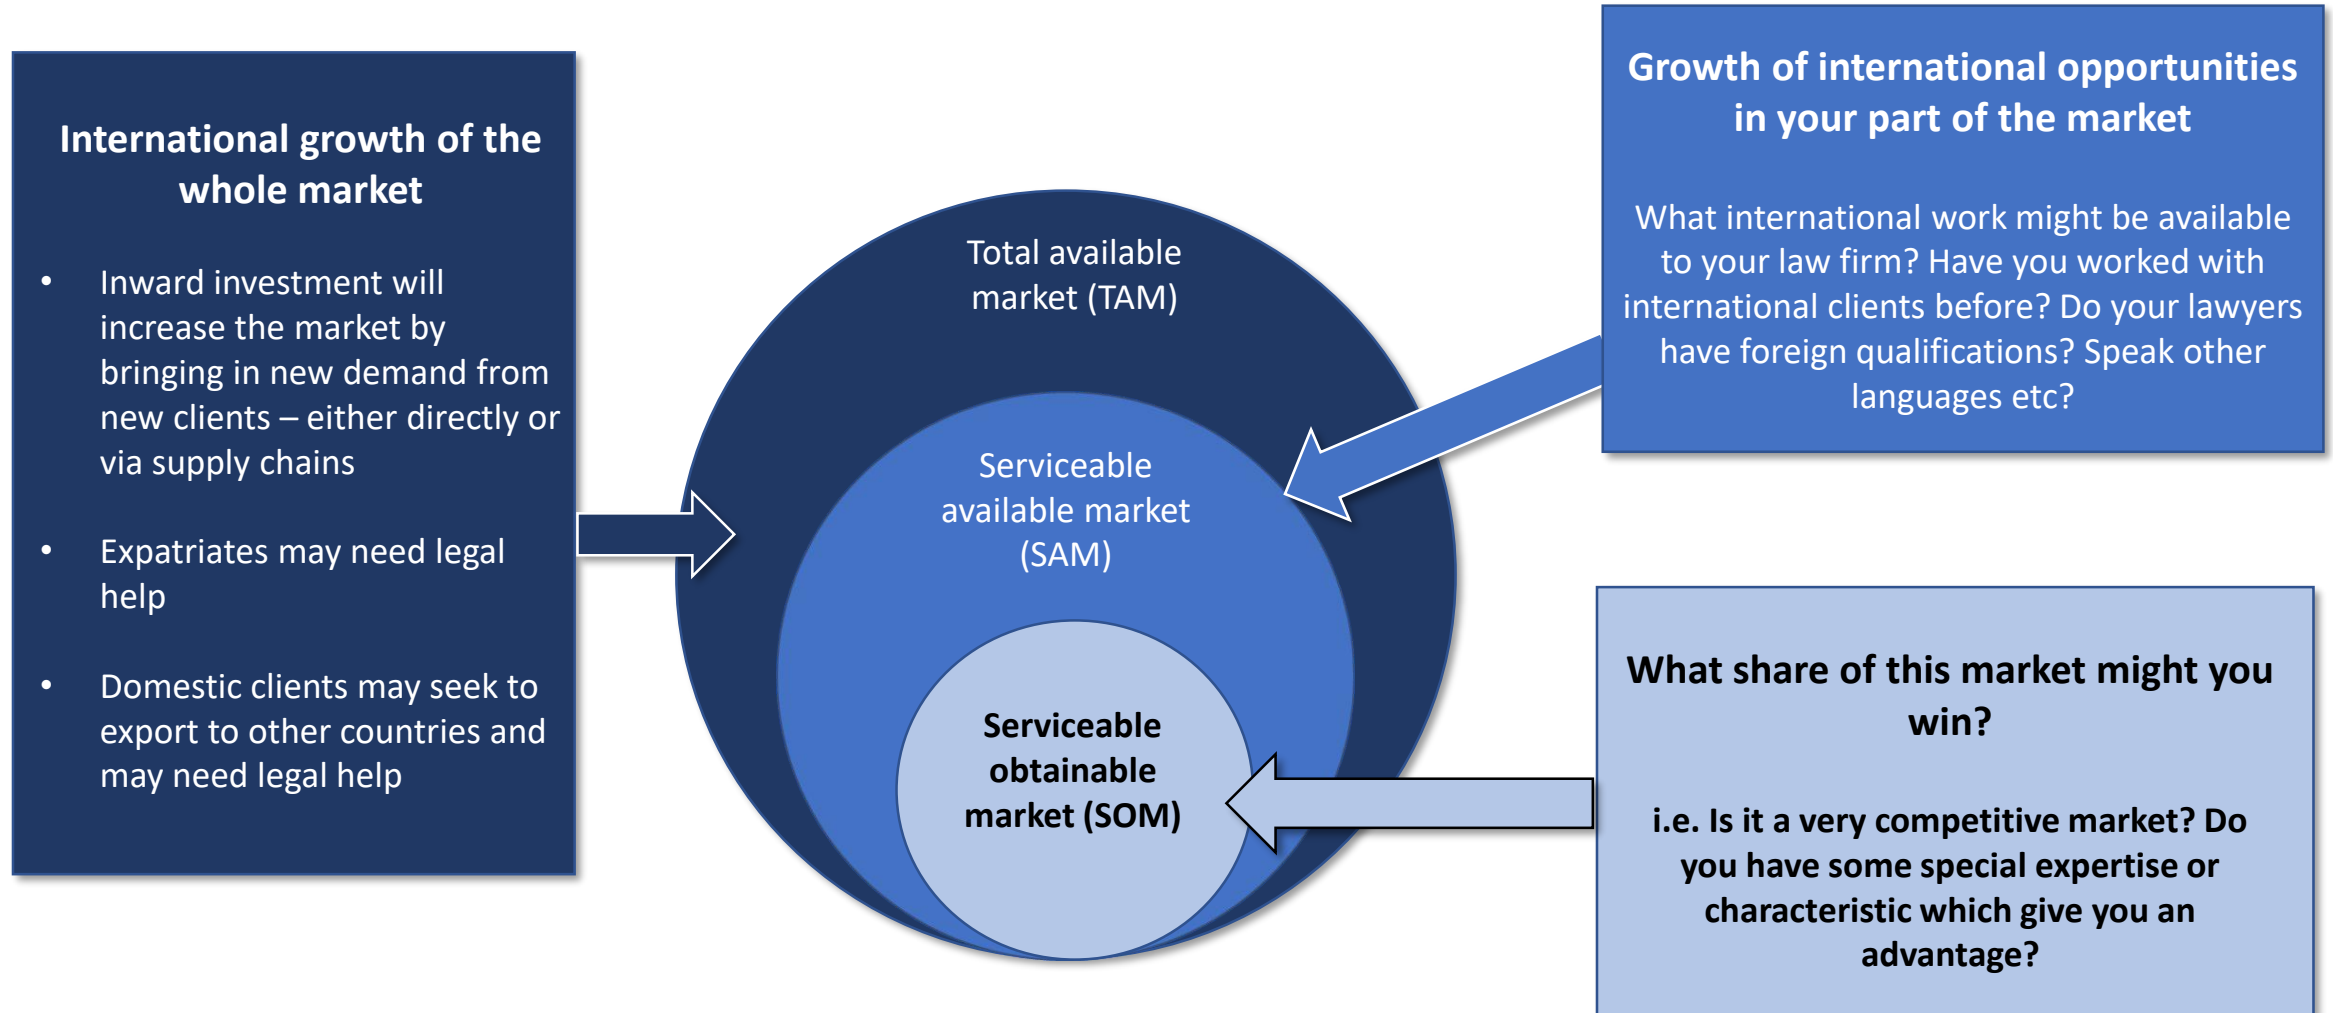 International growth of the
whole market
• Inward investment will
increase the market by
bringing in new demand from
new clients – either directly or
via supply chains
• Expatriates may need legal
help
• Domestic clients may seek to
export to other countries and
may need legal help
Total available
market (TAM)
Serviceable
available market
(SAM)
Serviceable
obtainable
market (SOM)
Growth of international opportunities
in your part of the market
What international work might be available
to your law firm? Have you worked with
international clients before? Do your lawyers
have foreign qualifications? Speak other
languages etc?
What share of this market might you
win?
i.e. Is it a very competitive market? Do
you have some special expertise or
characteristic which give you an
advantage?